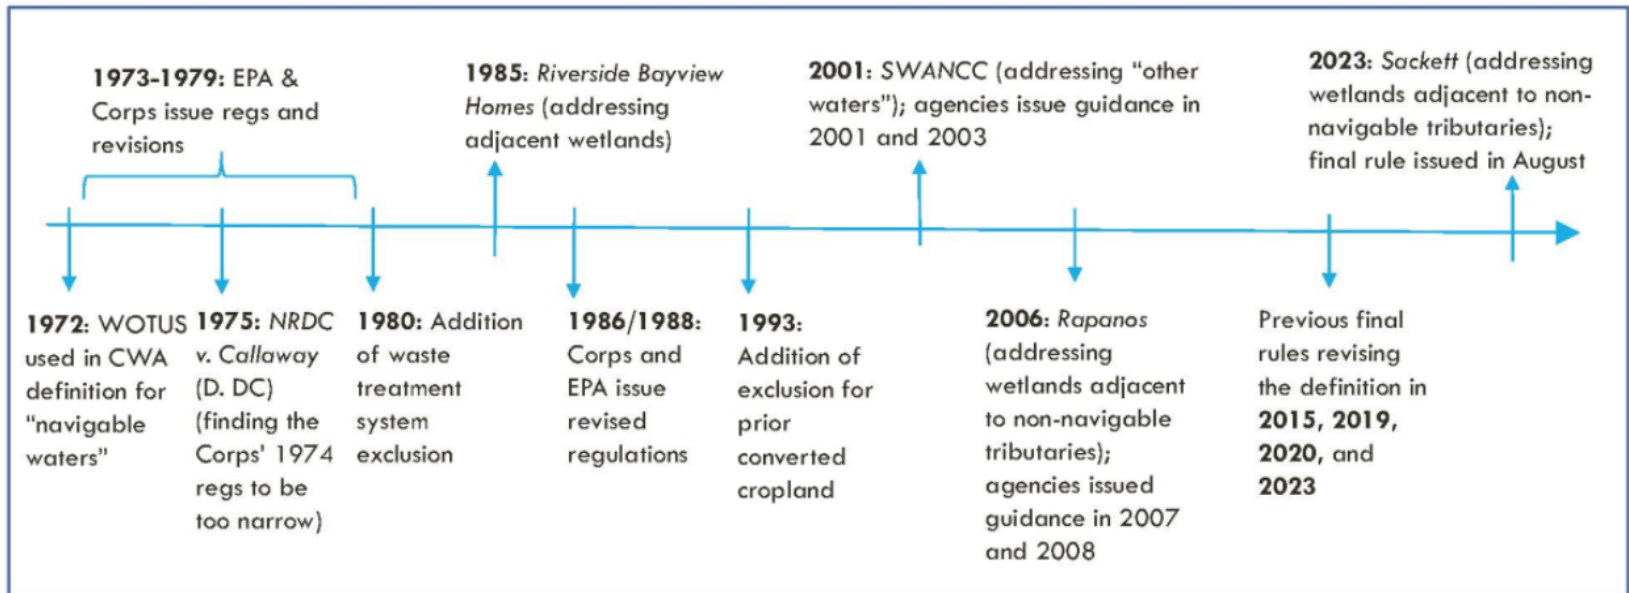 1973-1979: EPA &
Corps issue regs and
revisions
1985: Riverside Bayview
Homes (addressing
adjacent wetlands)
2001: SWANCC (addressing “other
waters”); agencies issue guidance in
2001 and 2003
2023: Sackett (addressing
wetlands adjacent to non-
navigable tributaries);
final rule issued in August
1972: WOTUS
used in CWA
definition for
“navigable
waters”
1975: NRDC
v. Callaway
(D. DC)
(finding the
Corps’ 1974
regs to be
too narrow)
1980: Addition
of waste
treatment
system
exclusion
1986/1988:
Corps and
EPA issue
revised
regulations
1993:
Addition of
exclusion for
prior
converted
cropland
2006: Rapanos
(addressing
wetlands adjacent
to non-navigable
tributaries);
agencies issued
guidance in 2007
and 2008
Previous final
rules revising
the definition in
2015, 2019,
2020, and
2023